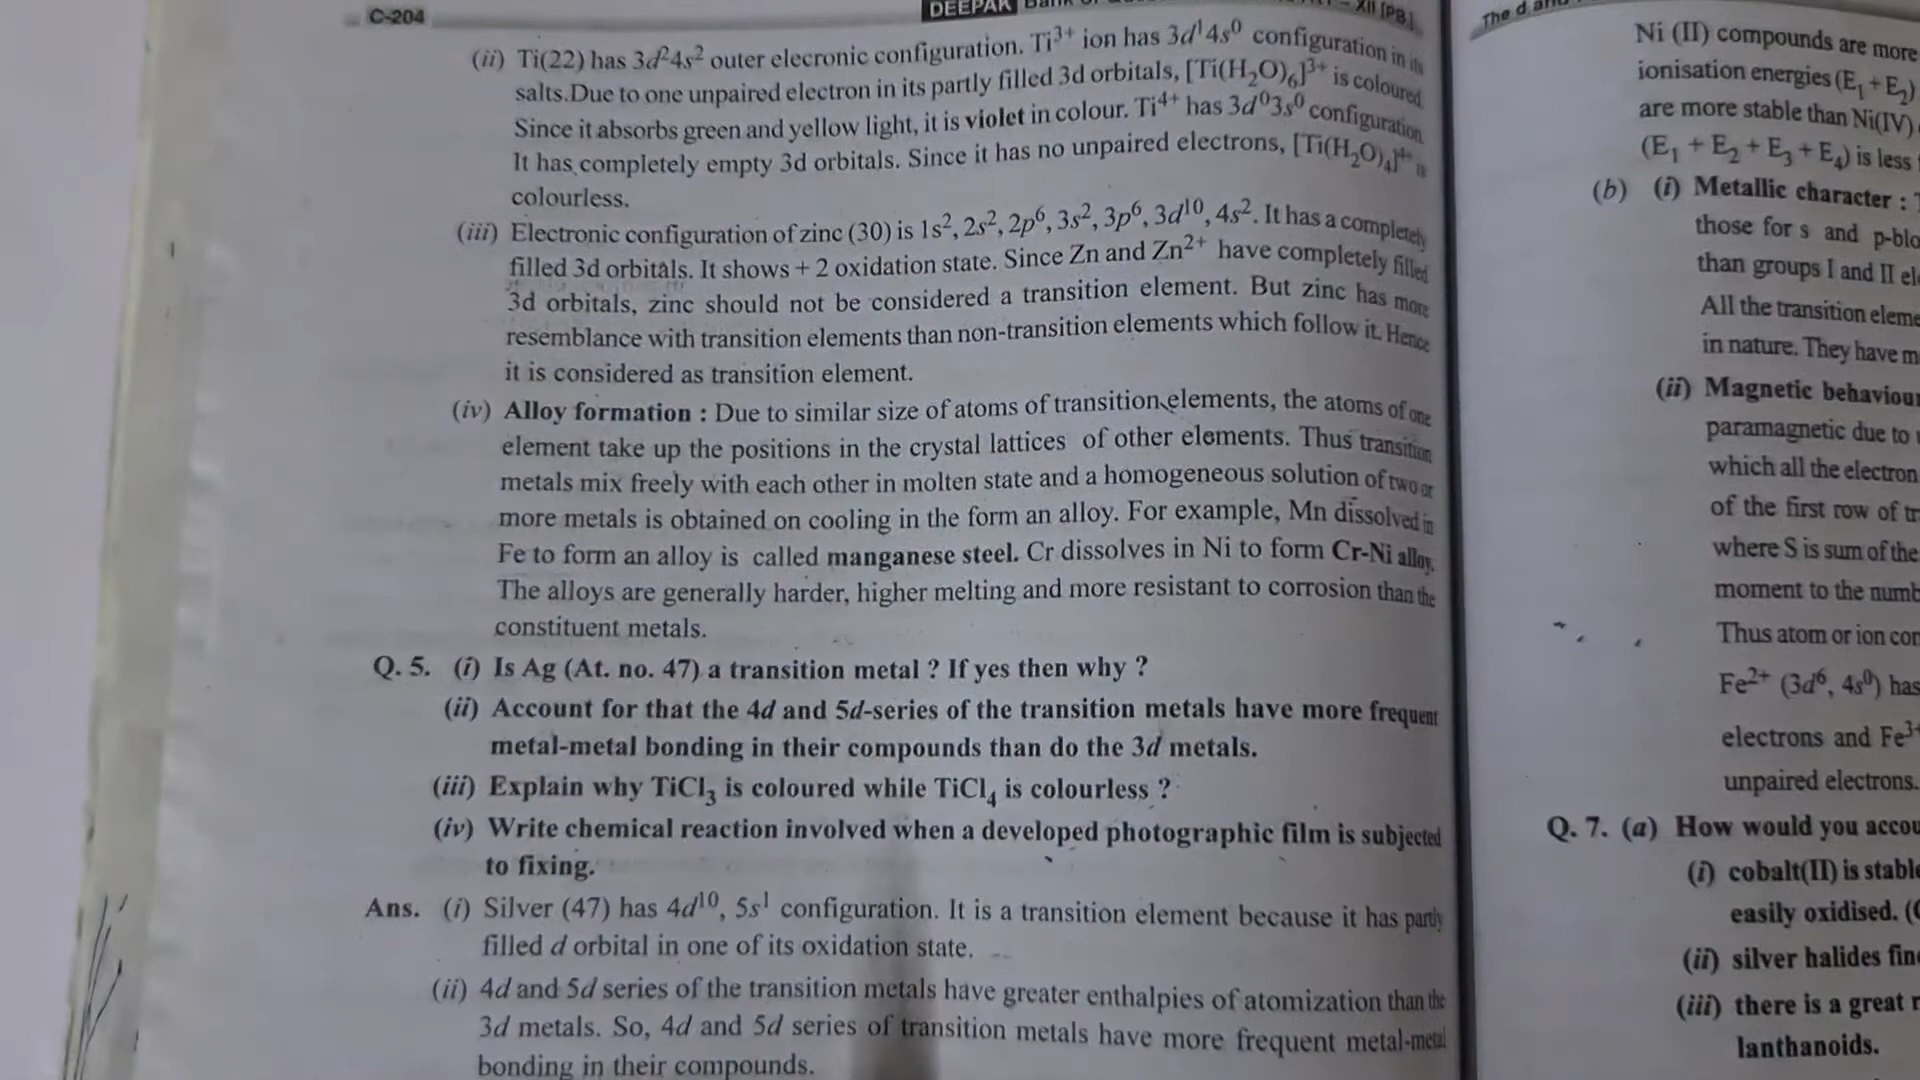 C-204
DEEPAK
XII [PB.]
(ii) Ti(22) has 3d²4s² outer elecronic configuration. Ti³⁺ ion has 3d¹4s⁰ configuration in its
salts.Due to one unpaired electron in its partly filled 3d orbitals, [Ti(H₂O)₆]³⁺ is coloured.
Since it absorbs green and yellow light, it is violet in colour. Ti⁴⁺ has 3d⁰3s⁰ configuration.
It has completely empty 3d orbitals. Since it has no unpaired electrons, [Ti(H₂O)₄]⁴⁺ is
colourless.
(iii) Electronic configuration of zinc (30) is 1s², 2s², 2p⁶, 3s², 3p⁶, 3d¹⁰, 4s². It has a completely
filled 3d orbitals. It shows + 2 oxidation state. Since Zn and Zn²⁺ have completely filled
3d orbitals, zinc should not be considered a transition element. But zinc has more
resemblance with transition elements than non-transition elements which follow it. Hence
it is considered as transition element.
(iv) Alloy formation : Due to similar size of atoms of transition elements, the atoms of one
element take up the positions in the crystal lattices of other elements. Thus transition
metals mix freely with each other in molten state and a homogeneous solution of two or
more metals is obtained on cooling in the form an alloy. For example, Mn dissolved in
Fe to form an alloy is called manganese steel. Cr dissolves in Ni to form Cr-Ni alloy.
The alloys are generally harder, higher melting and more resistant to corrosion than the
constituent metals.
Q. 5. (i) Is Ag (At. no. 47) a transition metal ? If yes then why ?
(ii) Account for that the 4d and 5d-series of the transition metals have more frequent
metal-metal bonding in their compounds than do the 3d metals.
(iii) Explain why TiCl₃ is coloured while TiCl₄ is colourless ?
(iv) Write chemical reaction involved when a developed photographic film is subjected
to fixing.
Ans. (i) Silver (47) has 4d¹⁰, 5s¹ configuration. It is a transition element because it has partly
filled d orbital in one of its oxidation state.
(ii) 4d and 5d series of the transition metals have greater enthalpies of atomization than the
3d metals. So, 4d and 5d series of transition metals have more frequent metal-metal
bonding in their compounds.
The d and
Ni (II) compounds are more
ionisation energies (E₁ + E₂)
are more stable than Ni(IV)
(E₁ + E₂ + E₃ + E₄) is less
(b) (i) Metallic character :
those for s and p-blo
than groups I and II ele
All the transition eleme
in nature. They have m
(ii) Magnetic behaviour
paramagnetic due to
which all the electron
of the first row of tr
where S is sum of the
moment to the numb
Thus atom or ion con
Fe²⁺ (3d⁶, 4s⁰) has
electrons and Fe³⁺
unpaired electrons.
Q. 7. (a) How would you accou
(i) cobalt(II) is stable
easily oxidised. (
(ii) silver halides fin
(iii) there is a great r
lanthanoids.